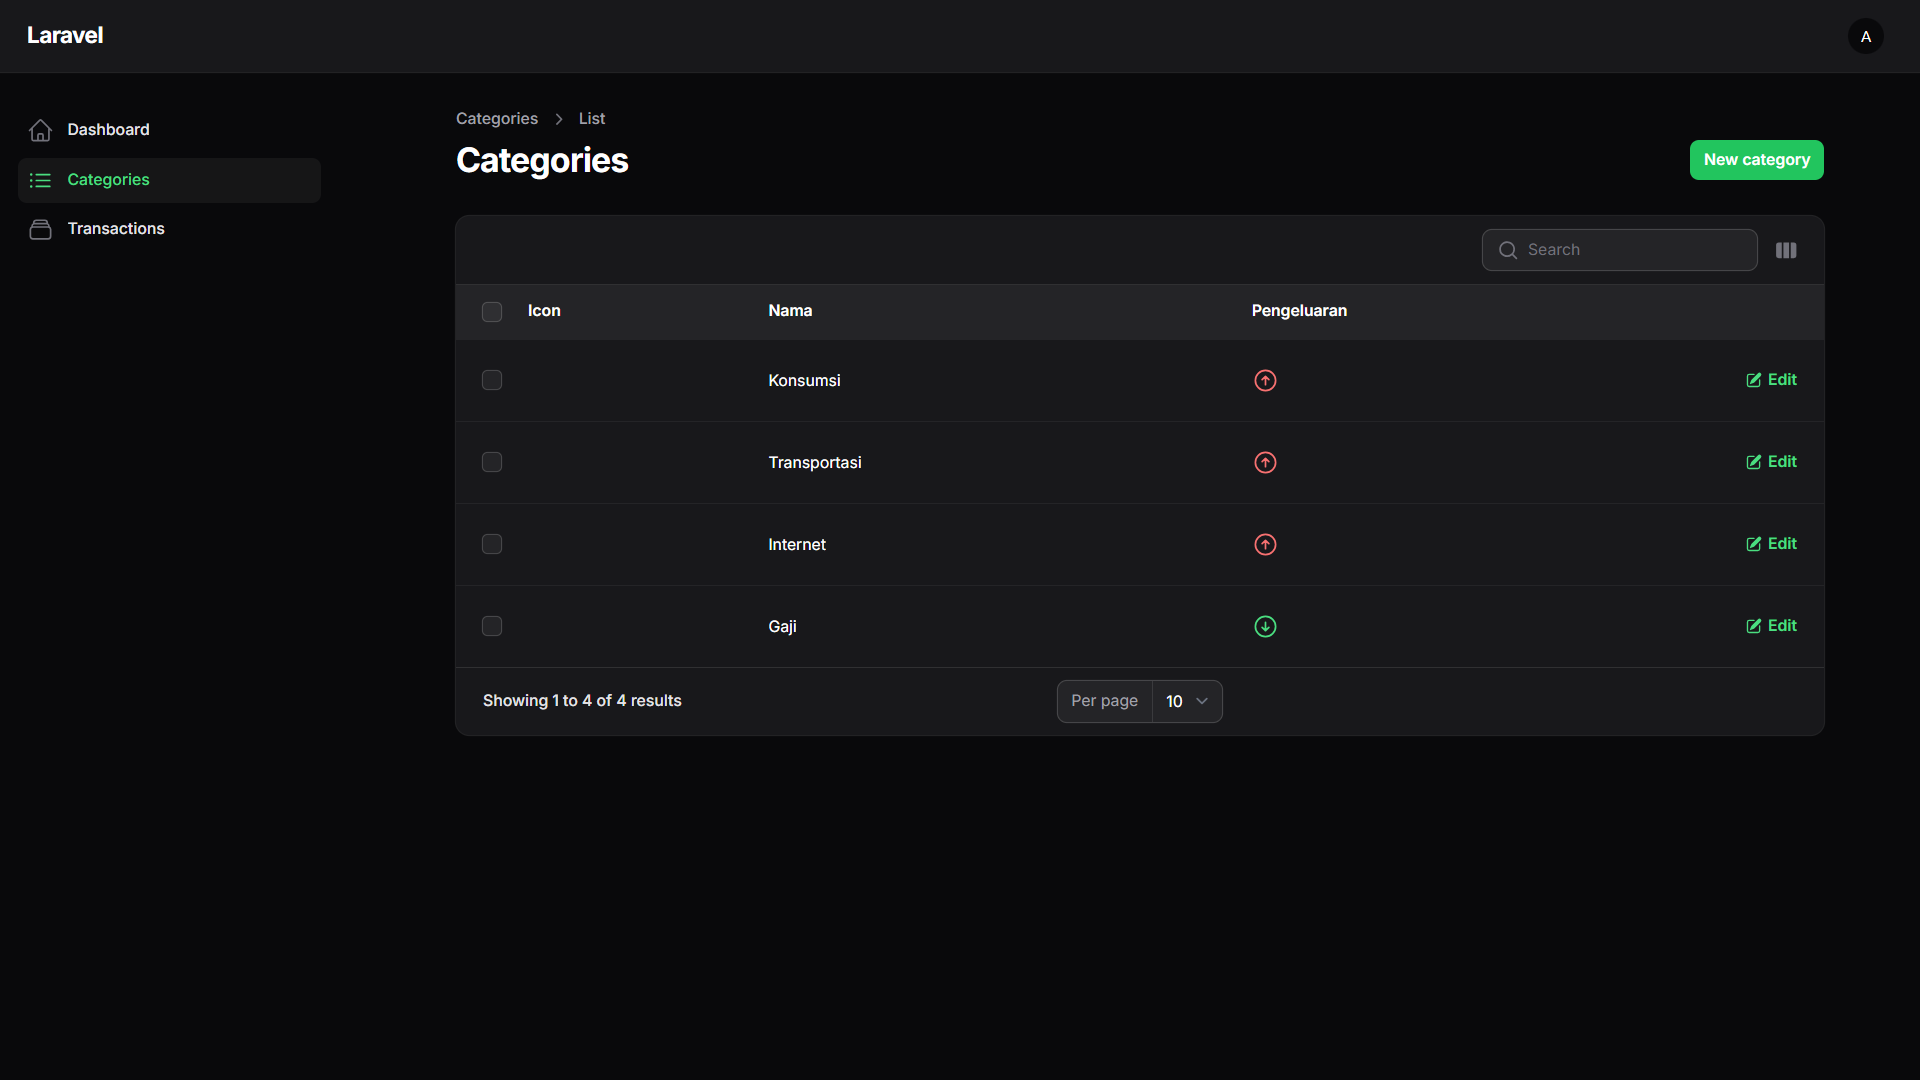 Laravel
A
Dashboard
Categories
Transactions
Categories > List
Categories
New category
Search
Icon Nama Pengeluaran
Konsumsi Edit
Transportasi Edit
Internet Edit
Gaji Edit
Showing 1 to 4 of 4 results Per page 10